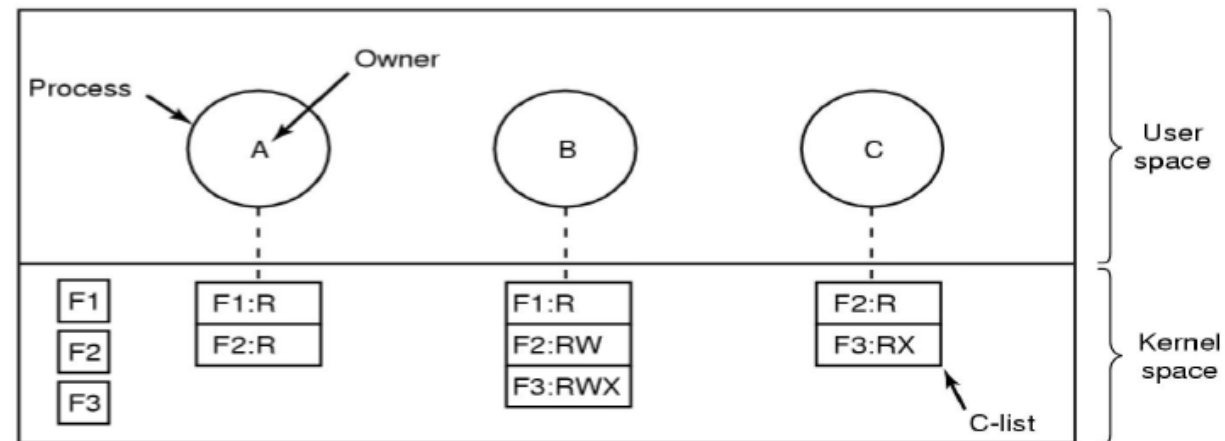 Owner
Process
A
B
C
User
space
F1
F2
F3
F1:R
F2:R
F1:R
F2:RW
F3:RWX
F2:R
F3:RX
C-list
Kernel
space